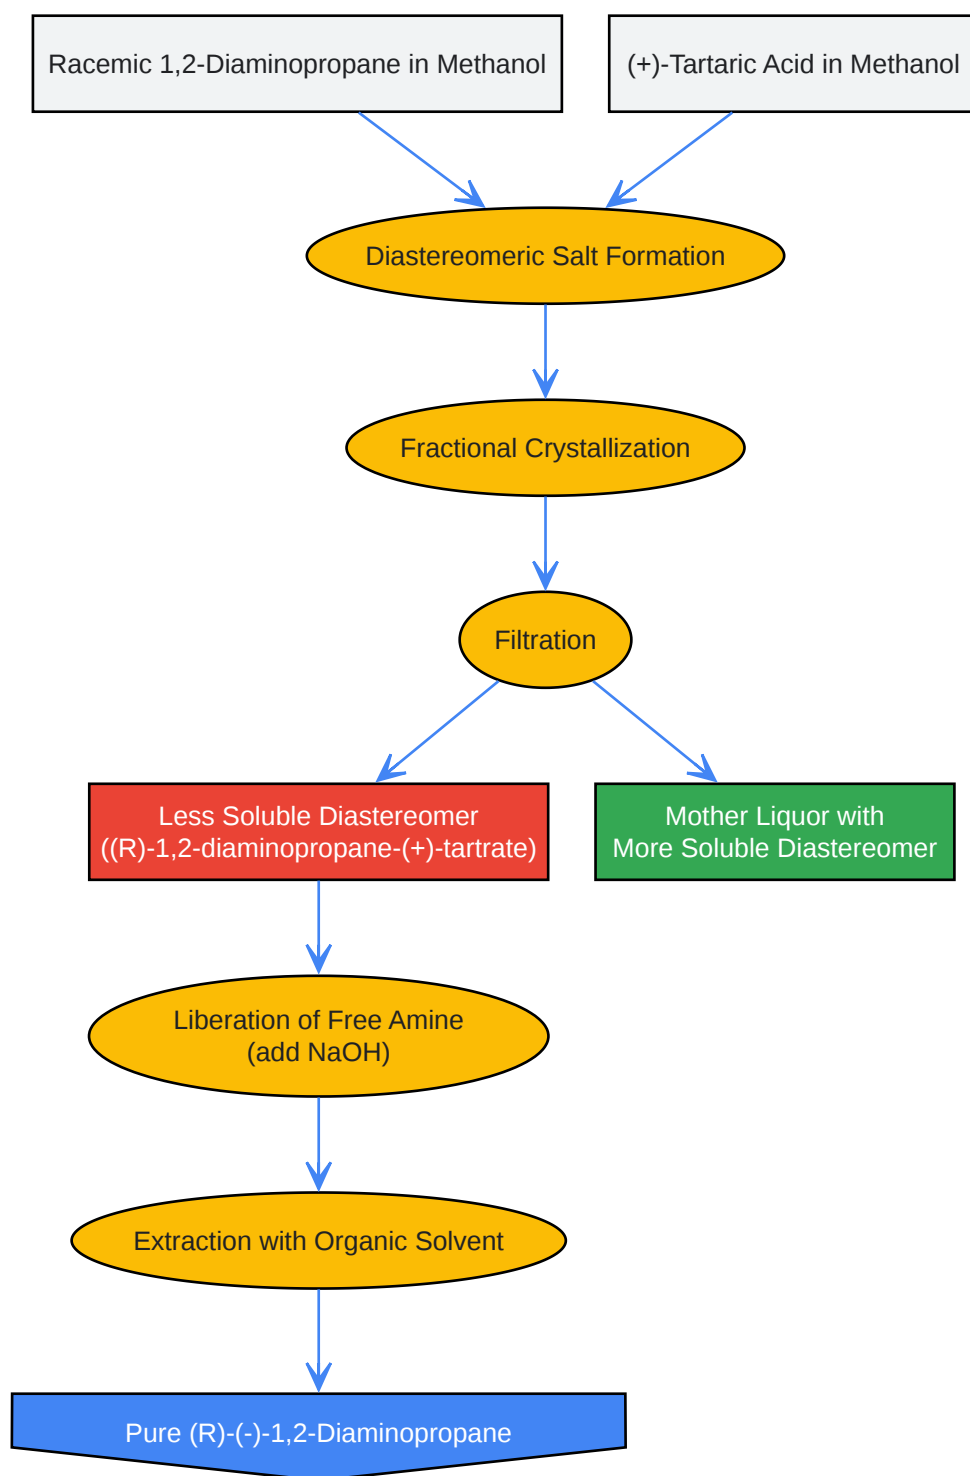 Racemic 1,2-Diaminopropane in Methanol
(+)-Tartaric Acid in Methanol
Diastereomeric Salt Formation
Fractional Crystallization
Filtration
Less Soluble Diastereomer
((R)-1,2-diaminopropane-(+)-tartrate)
Mother Liquor with
More Soluble Diastereomer
Liberation of Free Amine
(add NaOH)
Extraction with Organic Solvent
Pure (R)-(-)-1,2-Diaminopropane